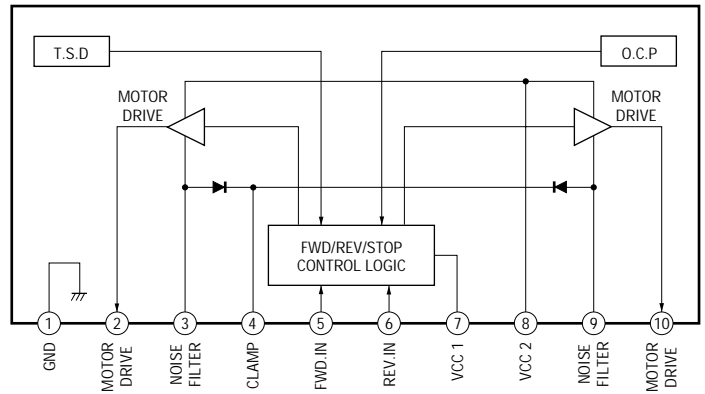 T.S.D
O.C.P
MOTOR
DRIVE
MOTOR
DRIVE
FWD/REV/STOP
CONTROL LOGIC
1
2
3
4
5
6
7
8
9
10
GND
MOTOR
DRIVE
NOISE
FILTER
CLAMP
FWD.IN
REV.IN
VCC 1
VCC 2
NOISE
FILTER
MOTOR
DRIVE